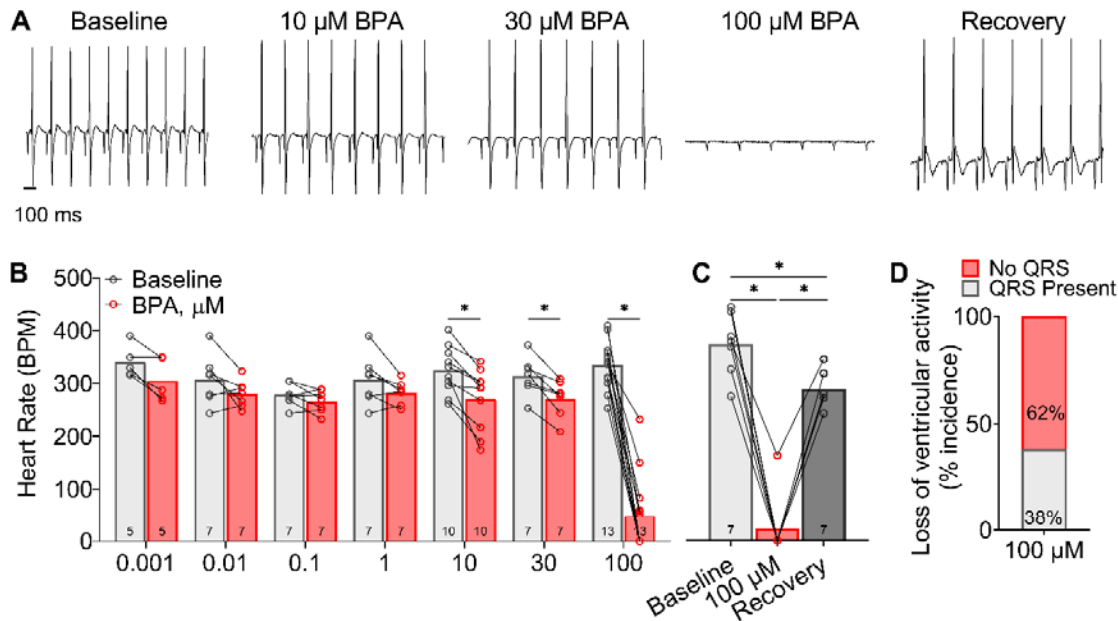 A
Baseline
10 µM BPA
30 µM BPA
100 µM BPA
Recovery
100 ms
B
Baseline
BPA, µM
Heart Rate (BPM)
500
400
300
200
100
0
*
*
*
5 5 7 7 7 7 7 7 10 10 7 7 13 13
0.001 0.01 0.1 1 10 30 100
C
*
* *
7 7
Baseline
100 µM
Recovery
D
No QRS
QRS Present
Loss of ventricular activity
(% incidence)
100
50
0
62%
38%
100 µM